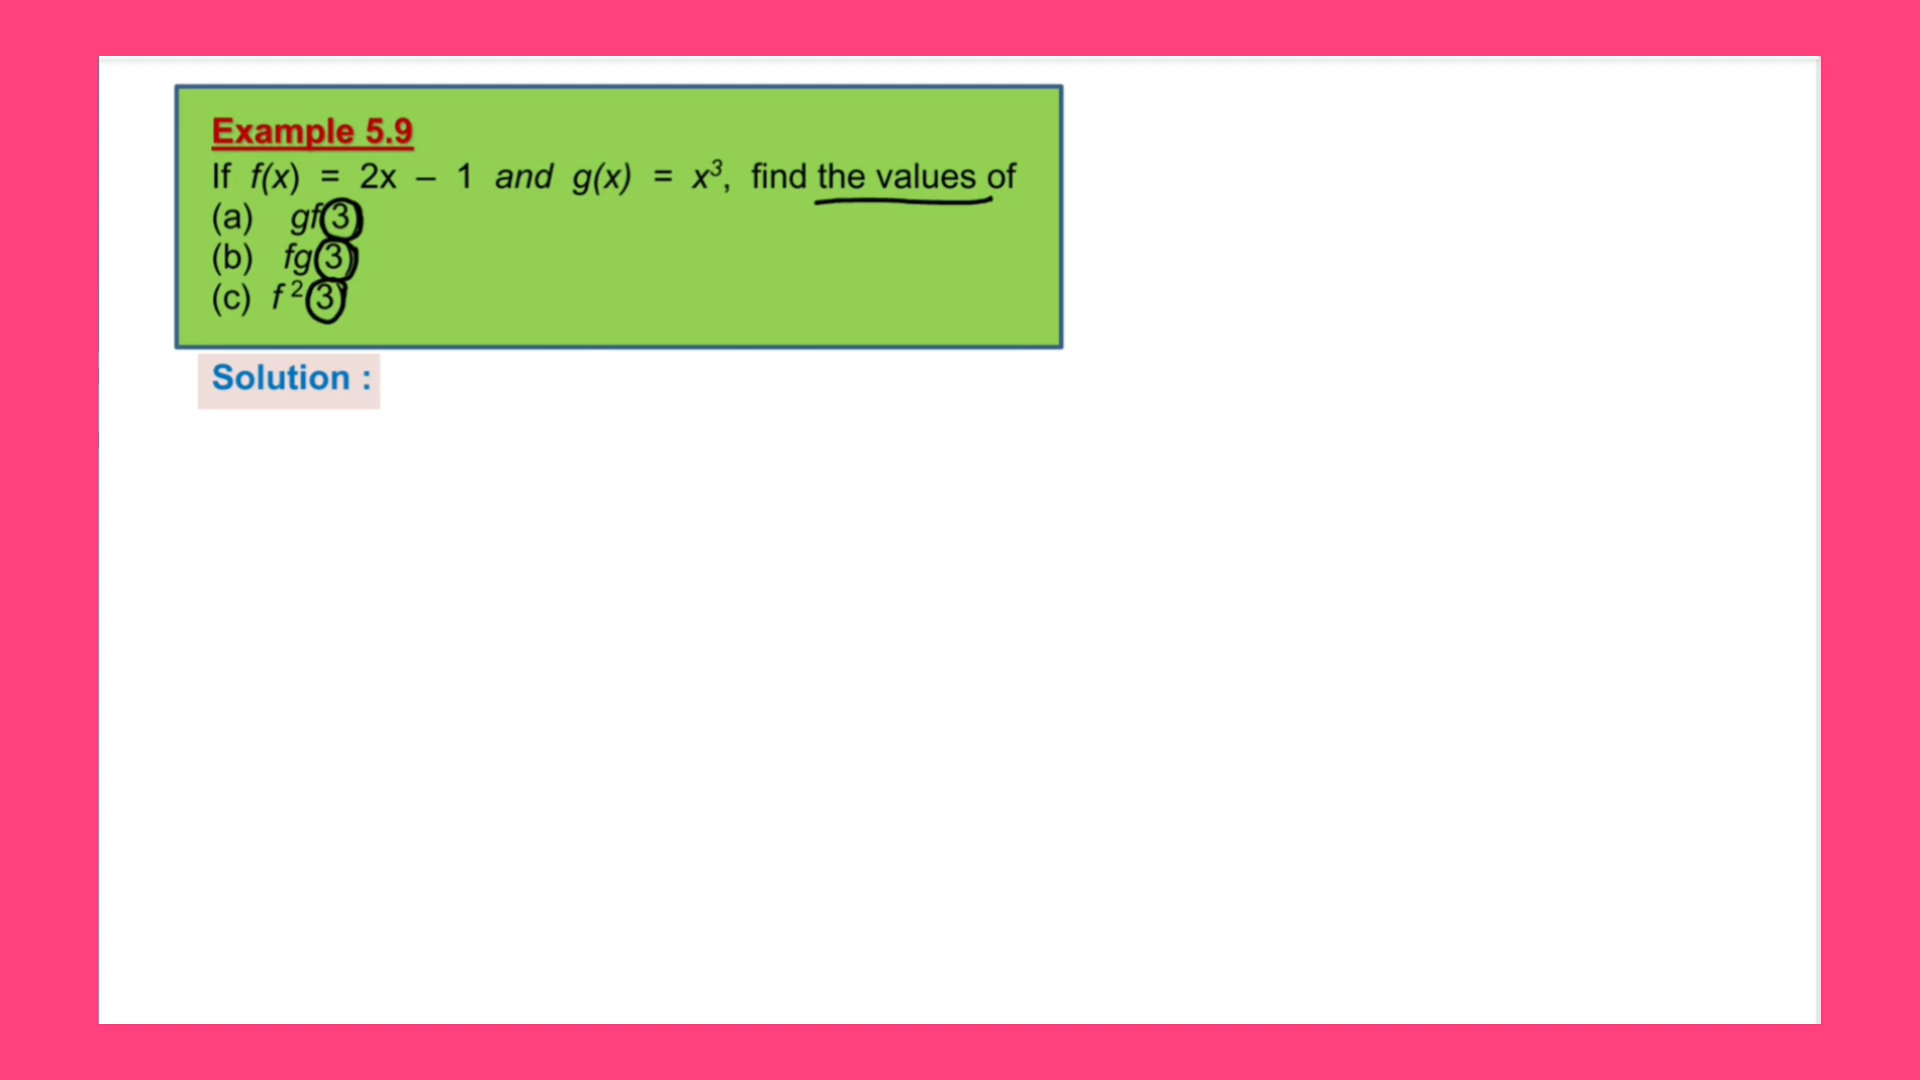 Example 5.9
If f(x) = 2x – 1 and g(x) = x³, find the values of
(a) gf(3)
(b) fg(3)
(c) f²(3)
Solution :